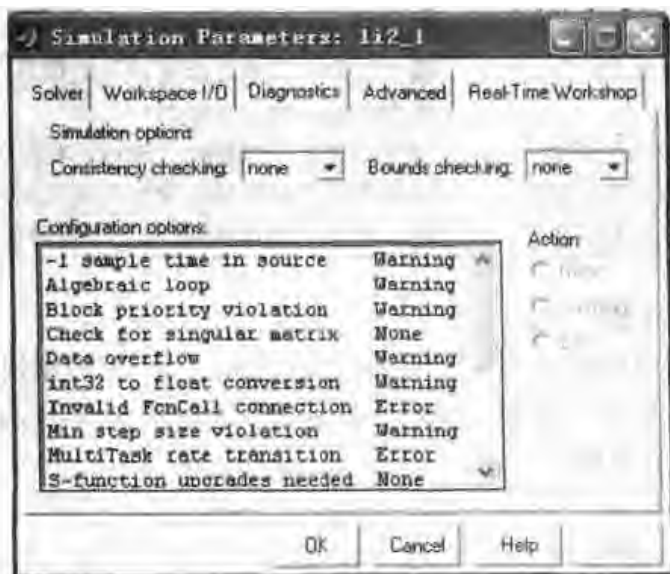 Simulation Parameters: li2_1
Solver Workspace I/O Diagnostics Advanced Real-Time Workshop
Simulation options
Consistency checking: none Bounds checking: none
Configuration options:
Action
-1 sample time in source Warning
Algebraic loop Warning
Block priority violation Warning
Check for singular matrix None
Data overflow Warning
int32 to float conversion Warning
Invalid FcnCall connection Error
Min step size violation Warning
MultiTask rate transition Error
S-function upgrades needed None
OK Cancel Help